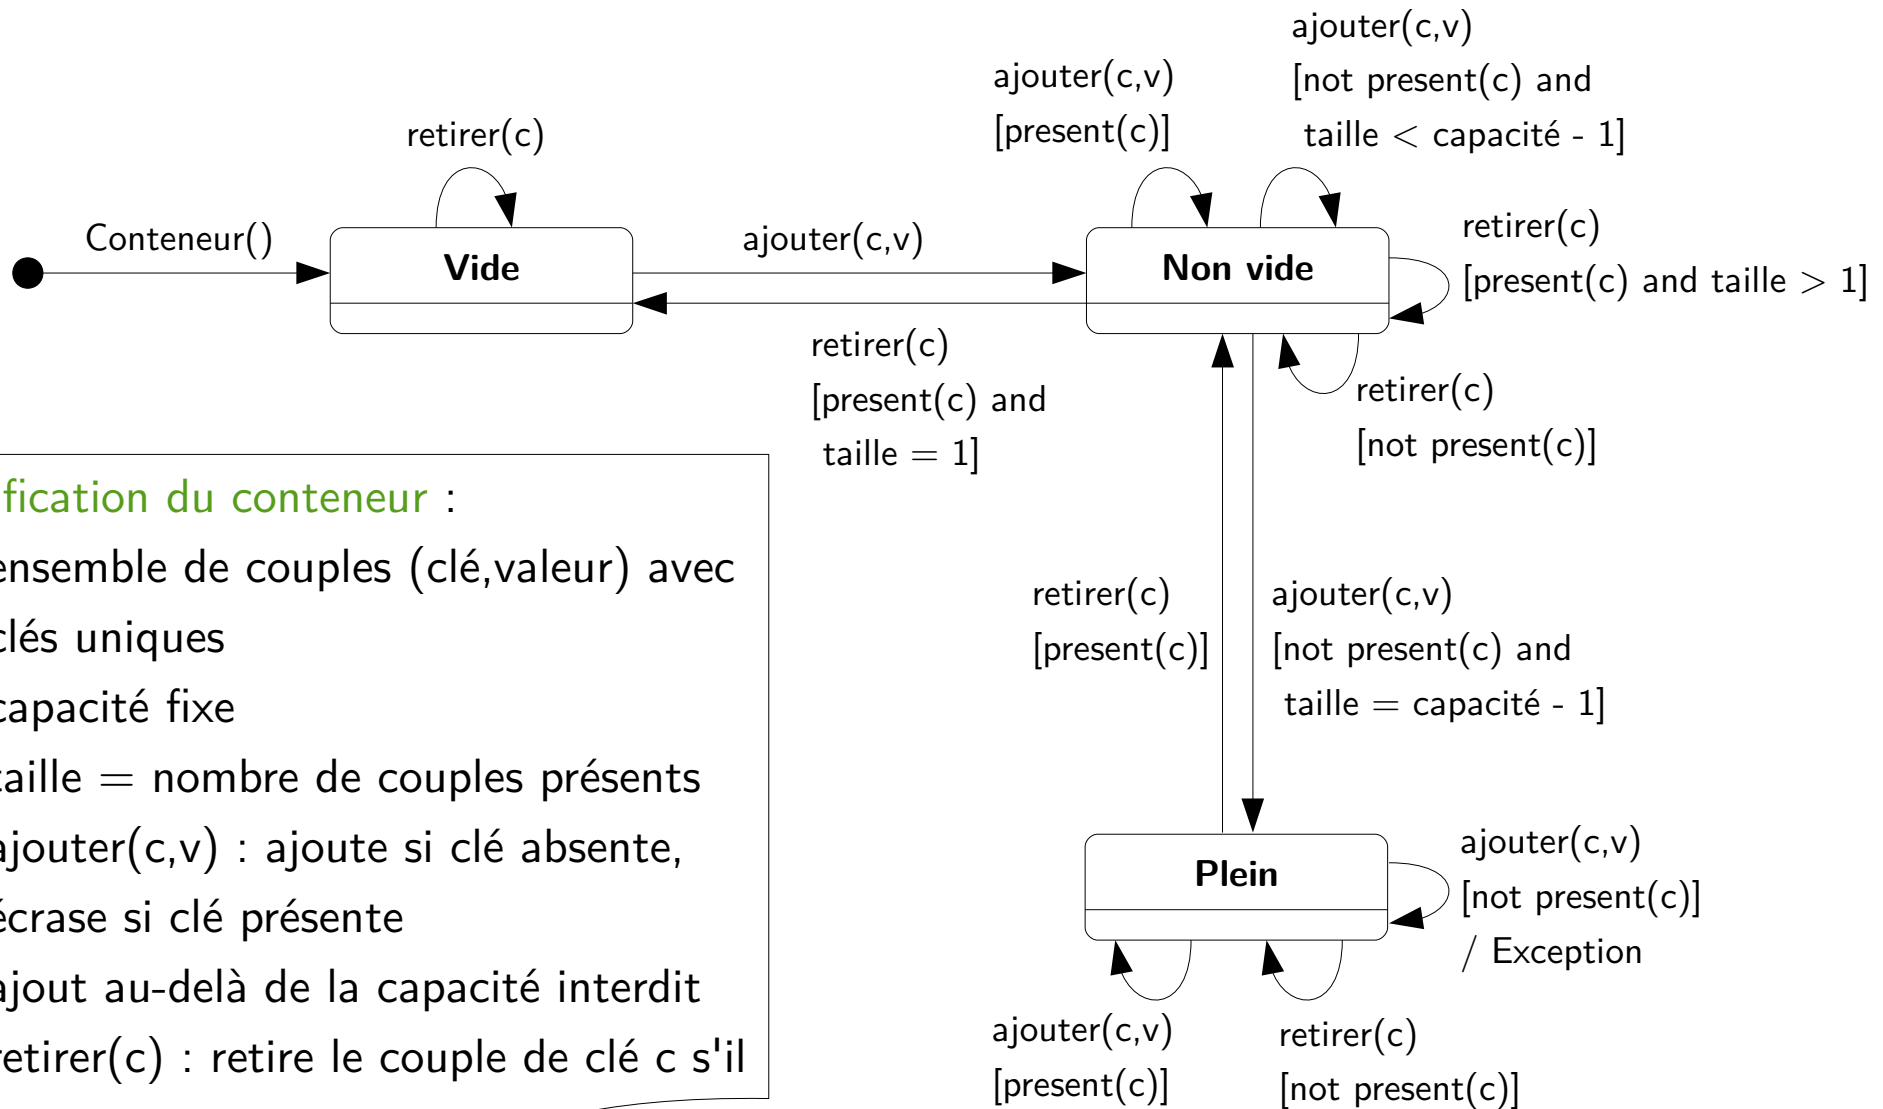 ajouter(c,v)
[not present(c) and
taille < capacité - 1]
ajouter(c,v)
[present(c)]
retirer(c)
Conteneur()
Vide
ajouter(c,v)
Non vide
retirer(c)
[present(c) and taille > 1]
retirer(c)
[present(c) and
taille = 1]
retirer(c)
[not present(c)]
fication du conteneur :
ensemble de couples (clé,valeur) avec
clés uniques
capacité fixe
taille = nombre de couples présents
ajouter(c,v) : ajoute si clé absente,
écrase si clé présente
ajout au-delà de la capacité interdit
retirer(c) : retire le couple de clé c s'il
retirer(c)
[present(c)]
ajouter(c,v)
[not present(c) and
taille = capacité - 1]
Plein
ajouter(c,v)
[not present(c)]
/ Exception
ajouter(c,v)
[present(c)]
retirer(c)
[not present(c)]